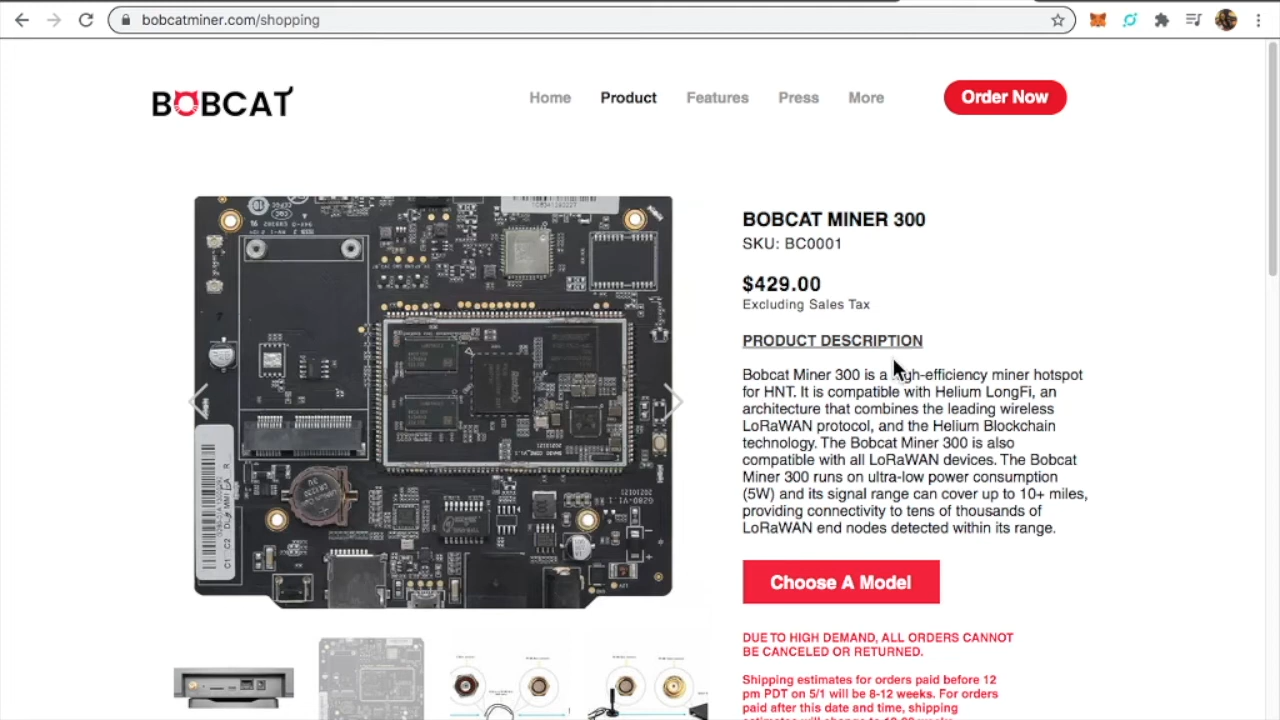 bobcatminer.com/shopping
BOBCAT
Home Product Features Press More Order Now
BOBCAT MINER 300
SKU: BC0001
$429.00
Excluding Sales Tax
PRODUCT DESCRIPTION
Bobcat Miner 300 is a high-efficiency miner hotspot
for HNT. It is compatible with Helium LongFi, an
architecture that combines the leading wireless
LoRaWAN protocol, and the Helium Blockchain
technology. The Bobcat Miner 300 is also
compatible with all LoRaWAN devices. The Bobcat
Miner 300 runs on ultra-low power consumption
(5W) and its signal range can cover up to 10+ miles,
providing connectivity to tens of thousands of
LoRaWAN end nodes detected within its range.
Choose A Model
DUE TO HIGH DEMAND, ALL ORDERS CANNOT
BE CANCELED OR RETURNED.
Shipping estimates for orders paid before 12
pm PDT on 5/1 will be 8-12 weeks. For orders
paid after this date and time, shipping